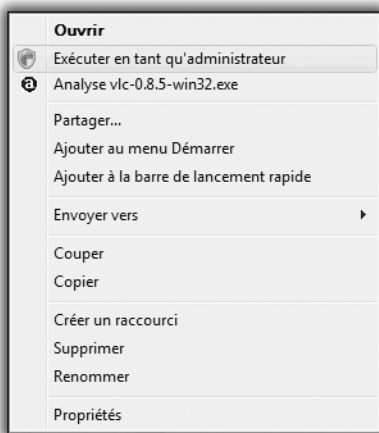 Ouvrir
Exécuter en tant qu'administrateur
Analyse vlc-0.8.5-win32.exe
Partager...
Ajouter au menu Démarrer
Ajouter à la barre de lancement rapide
Envoyer vers
Couper
Copier
Créer un raccourci
Supprimer
Renommer
Propriétés